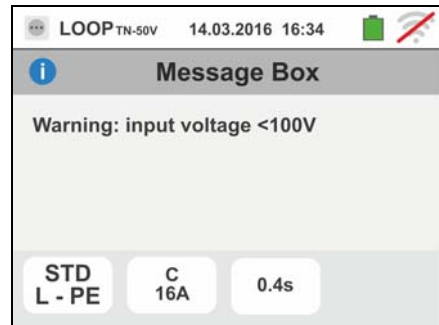 LOOP TN-50V 14.03.2016 16:34
i Message Box
Warning: input voltage <100V
STD C 0.4s
L - PE 16A